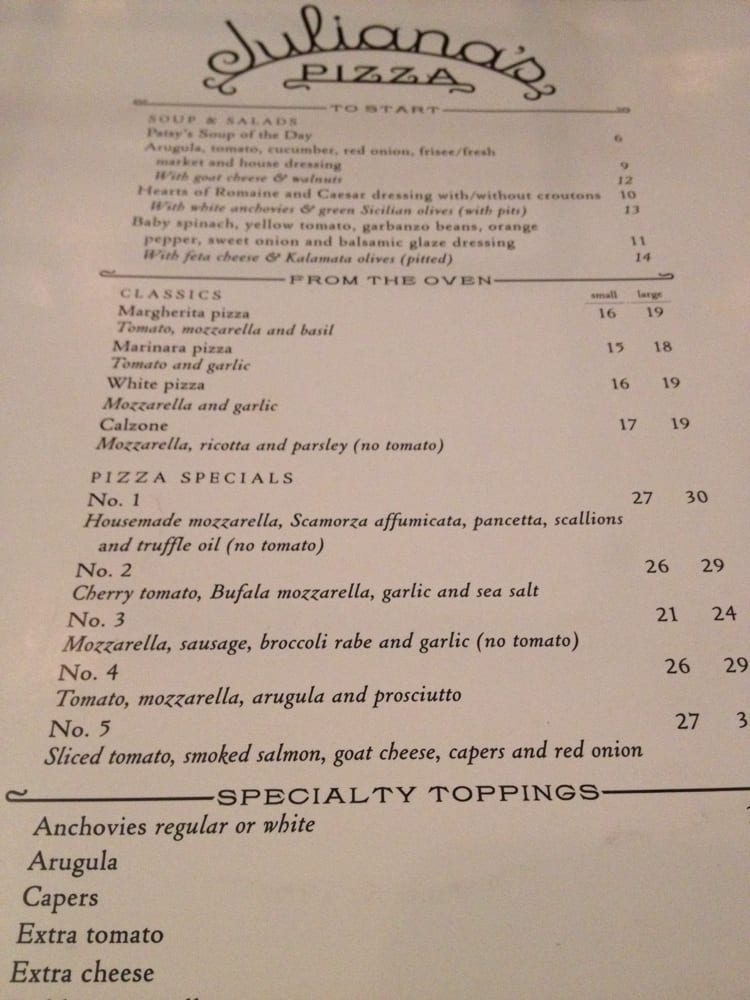 Juliana's
PIZZA
TO START
SOUP & SALADS
Patsy's Soup of the Day 6
Arugula, tomato, cucumber, red onion, frisee/fresh
market and house dressing 9
With goat cheese & walnuts 12
Hearts of Romaine and Caesar dressing with/without croutons 10
With white anchovies & green Sicilian olives (with pits) 13
Baby spinach, yellow tomato, garbanzo beans, orange
pepper, sweet onion and balsamic glaze dressing 11
With feta cheese & Kalamata olives (pitted) 14
FROM THE OVEN
CLASSICS small large
Margherita pizza 16 19
Tomato, mozzarella and basil
Marinara pizza 15 18
Tomato and garlic
White pizza 16 19
Mozzarella and garlic
Calzone 17 19
Mozzarella, ricotta and parsley (no tomato)
PIZZA SPECIALS
No. 1 27 30
Housemade mozzarella, Scamorza affumicata, pancetta, scallions
and truffle oil (no tomato)
No. 2 26 29
Cherry tomato, Bufala mozzarella, garlic and sea salt
No. 3 21 24
Mozzarella, sausage, broccoli rabe and garlic (no tomato)
No. 4 26 29
Tomato, mozzarella, arugula and prosciutto
No. 5 27 3
Sliced tomato, smoked salmon, goat cheese, capers and red onion
SPECIALTY TOPPINGS
Anchovies regular or white
Arugula
Capers
Extra tomato
Extra cheese